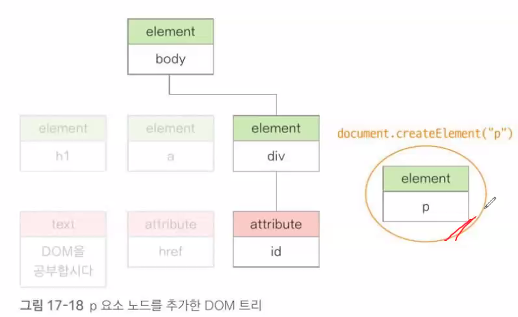 element
body
element
h1
element
a
element
div
document.createElement("p")
element
p
text
DOM을
공부합시다
attribute
href
attribute
id
그림 17-18 p 요소 노드를 추가한 DOM 트리